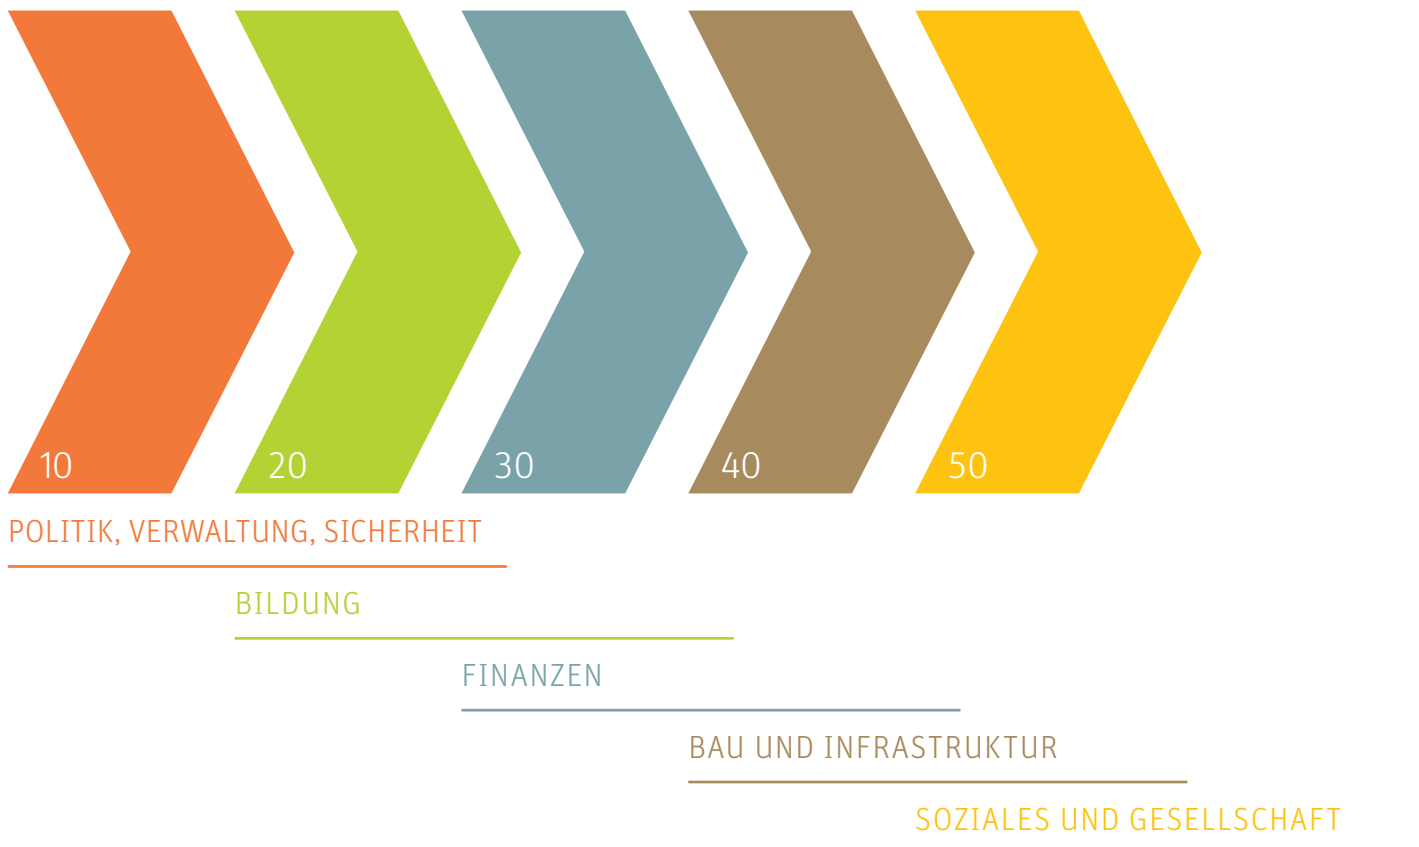 10 20 30 40 50
POLITIK, VERWALTUNG, SICHERHEIT
BILDUNG
FINANZEN
BAU UND INFRASTRUKTUR
SOZIALES UND GESELLSCHAFT